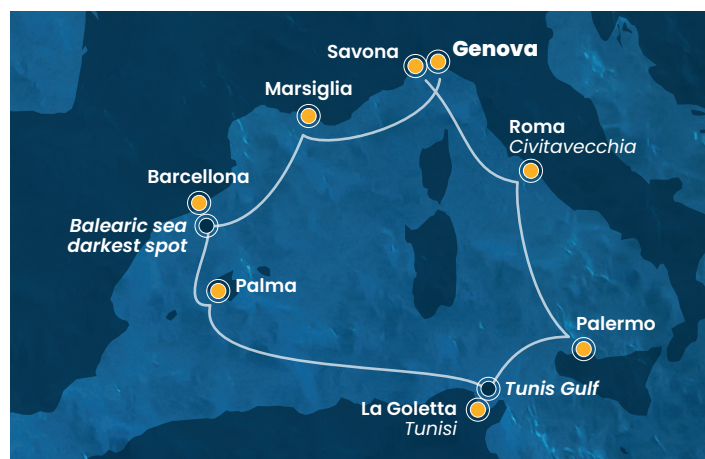 Savona
Genova
Marsiglia
Roma
Civitavecchia
Barcellona
Balearic sea
darkest spot
Palma
Palermo
Tunis Gulf
La Goletta
Tunisi